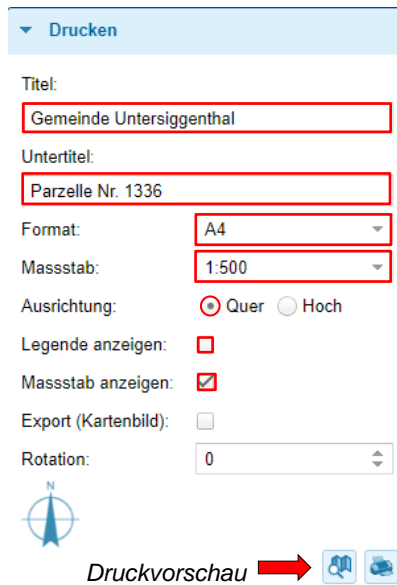 Drucken
Titel:
Gemeinde Untersiggenthal
Untertitel:
Parzelle Nr. 1336
Format: A4
Massstab: 1:500
Ausrichtung: Quer Hoch
Legende anzeigen:
Massstab anzeigen:
Export (Kartenbild):
Rotation: 0
N
Druckvorschau